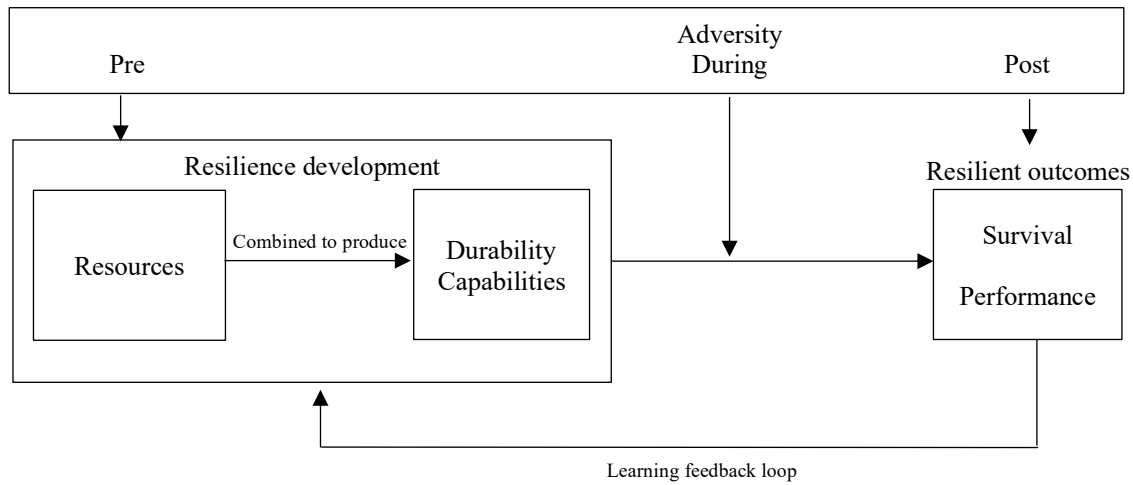 Adversity
Pre
During
Post
Resilience development
Resilient outcomes
Resources
Combined to produce
Durability
Capabilities
Survival
Performance
Learning feedback loop